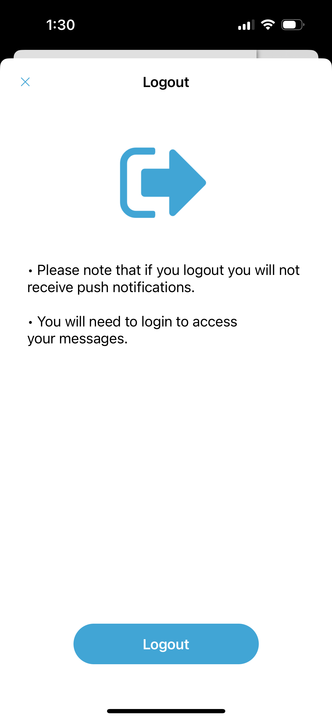 1:30
Logout
• Please note that if you logout you will not
receive push notifications.
• You will need to login to access
your messages.
Logout